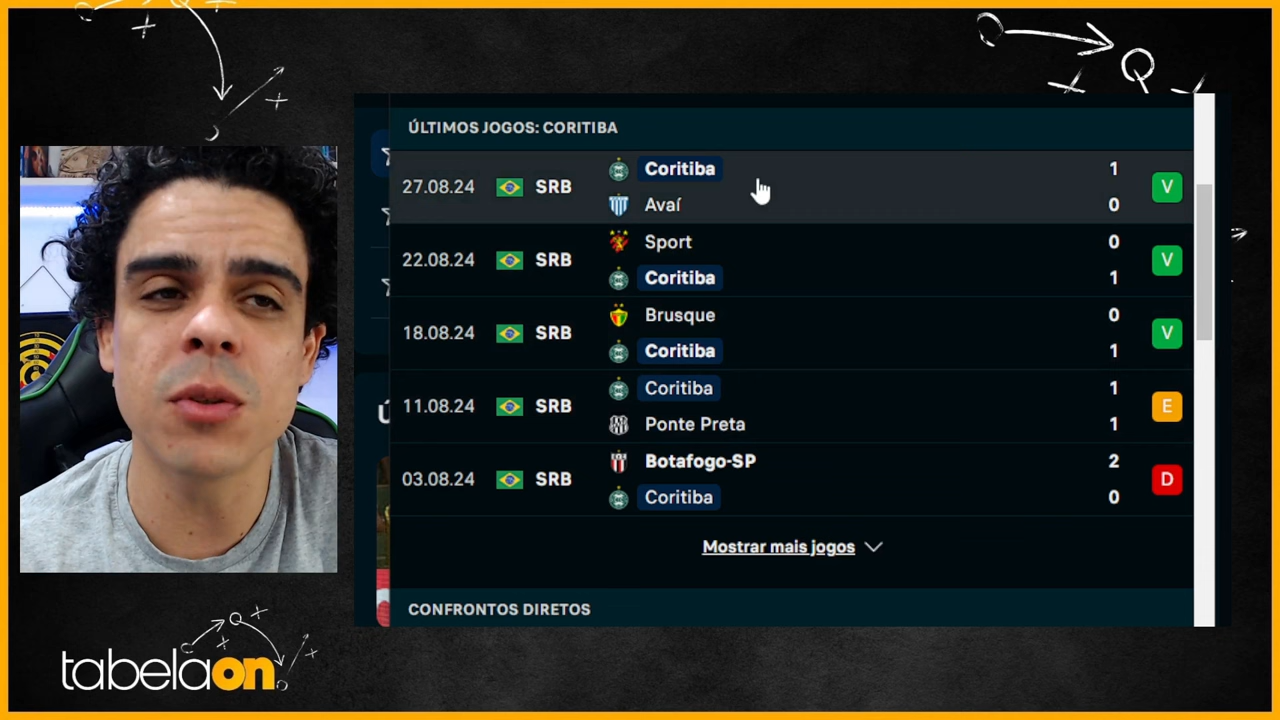 ÚLTIMOS JOGOS: CORITIBA
27.08.24 SRB Coritiba 1 V
Avaí 0
22.08.24 SRB Sport 0 V
Coritiba 1
18.08.24 SRB Brusque 0 V
Coritiba 1
11.08.24 SRB Coritiba 1 E
Ponte Preta 1
03.08.24 SRB Botafogo-SP 2 D
Coritiba 0
Mostrar mais jogos
CONFRONTOS DIRETOS
tabelaon